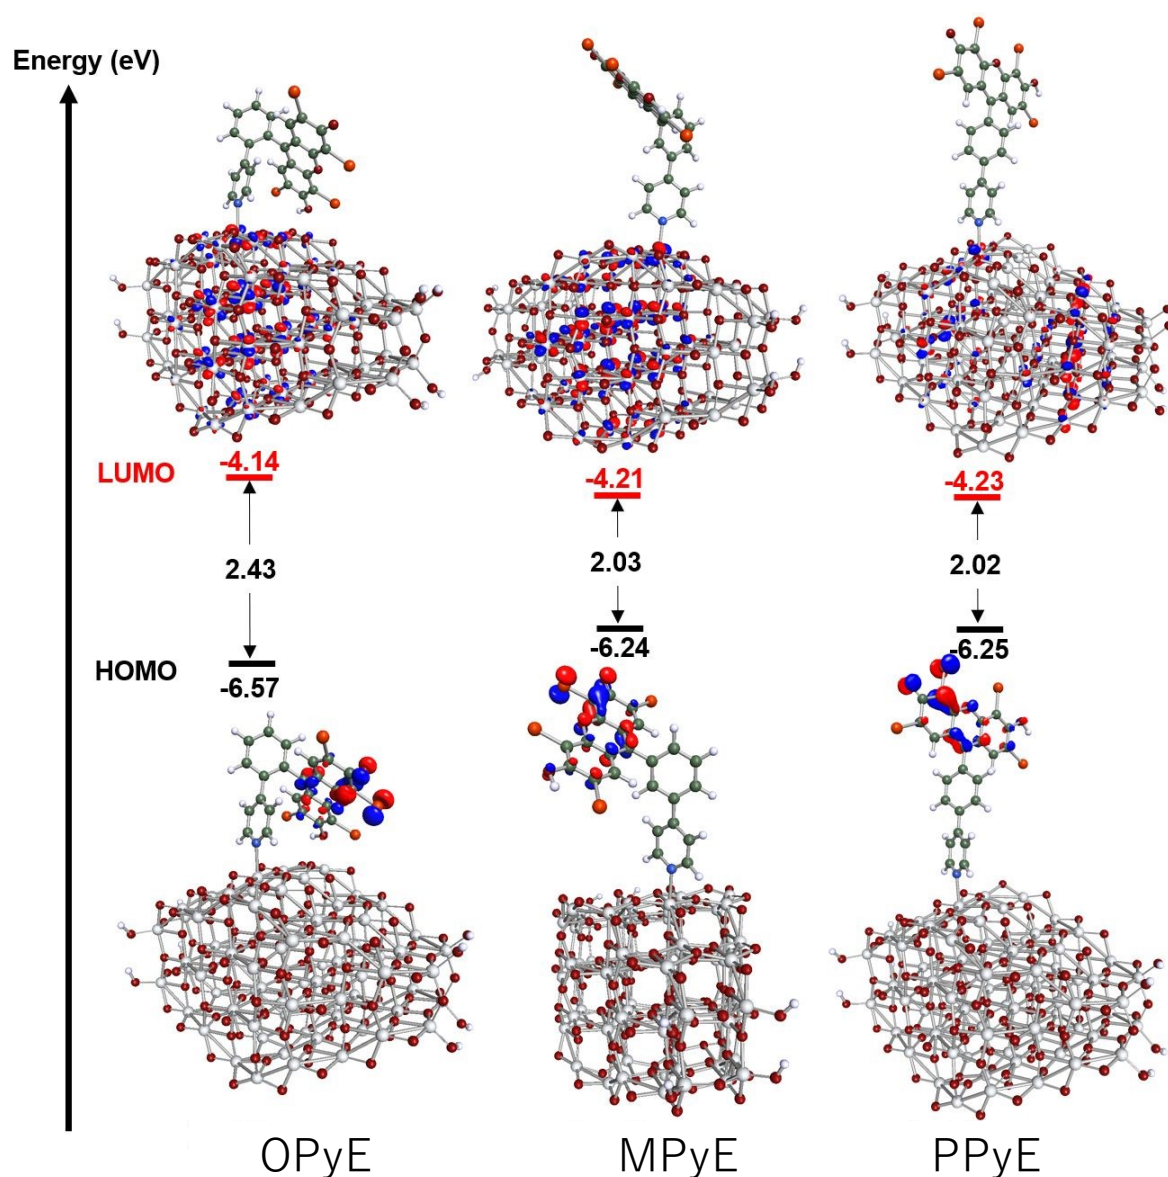 Energy (eV)
LUMO
-4.14
-4.21
-4.23
2.43
2.03
2.02
HOMO
-6.57
-6.24
-6.25
OPyE
MPyE
PPyE